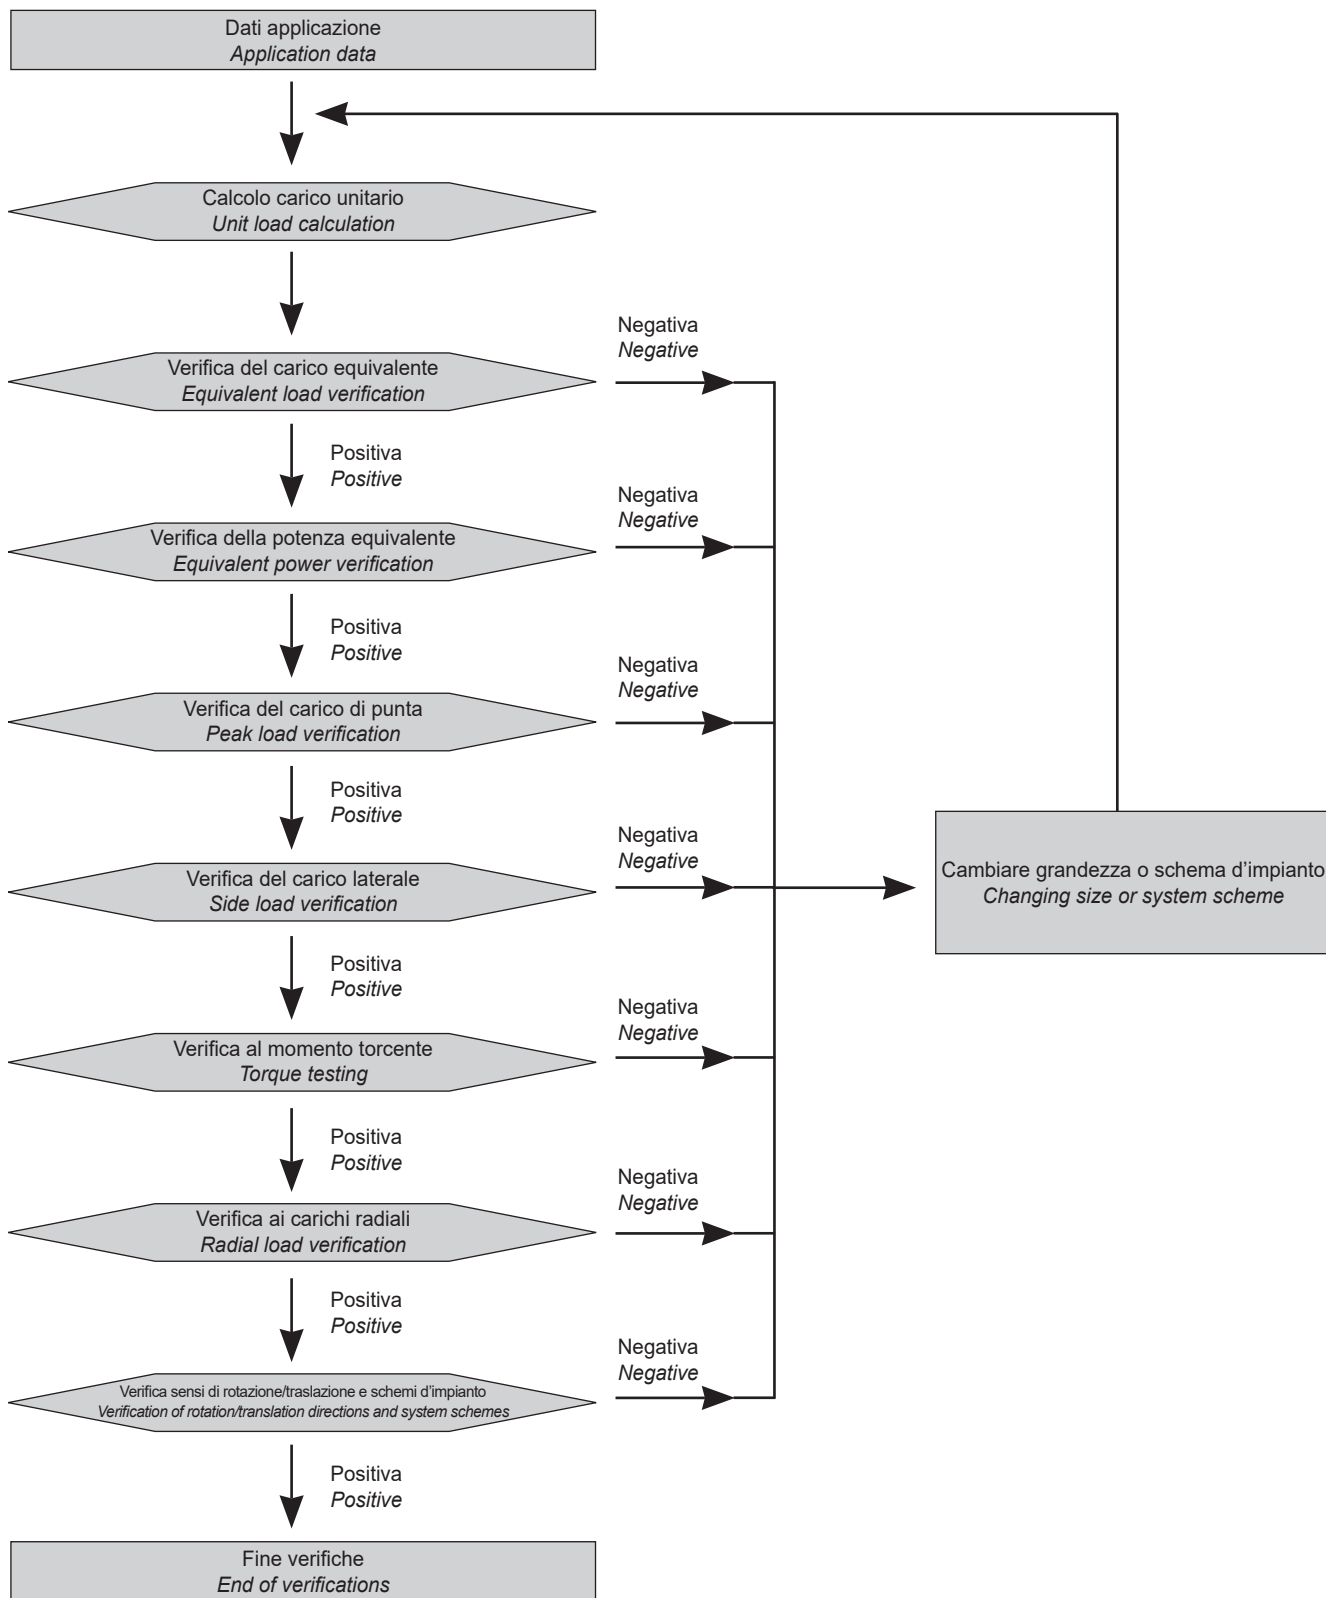 Dati applicazione
Application data
Calcolo carico unitario
Unit load calculation
Negativa
Negative
Verifica del carico equivalente
Equivalent load verification
Positiva
Positive
Negativa
Negative
Verifica della potenza equivalente
Equivalent power verification
Positiva
Positive
Negativa
Negative
Verifica del carico di punta
Peak load verification
Positiva
Positive
Negativa
Negative
Verifica del carico laterale
Side load verification
Cambiare grandezza o schema d'impianto
Changing size or system scheme
Positiva
Positive
Negativa
Negative
Verifica al momento torcente
Torque testing
Positiva
Positive
Negativa
Negative
Verifica ai carichi radiali
Radial load verification
Positiva
Positive
Negativa
Negative
Verifica sensi di rotazione/traslazione e schemi d'impianto
Verification of rotation/translation directions and system schemes
Positiva
Positive
Fine verifiche
End of verifications